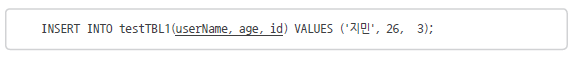 INSERT INTO testTBL1(userName, age, id) VALUES ('지민', 26,  3);